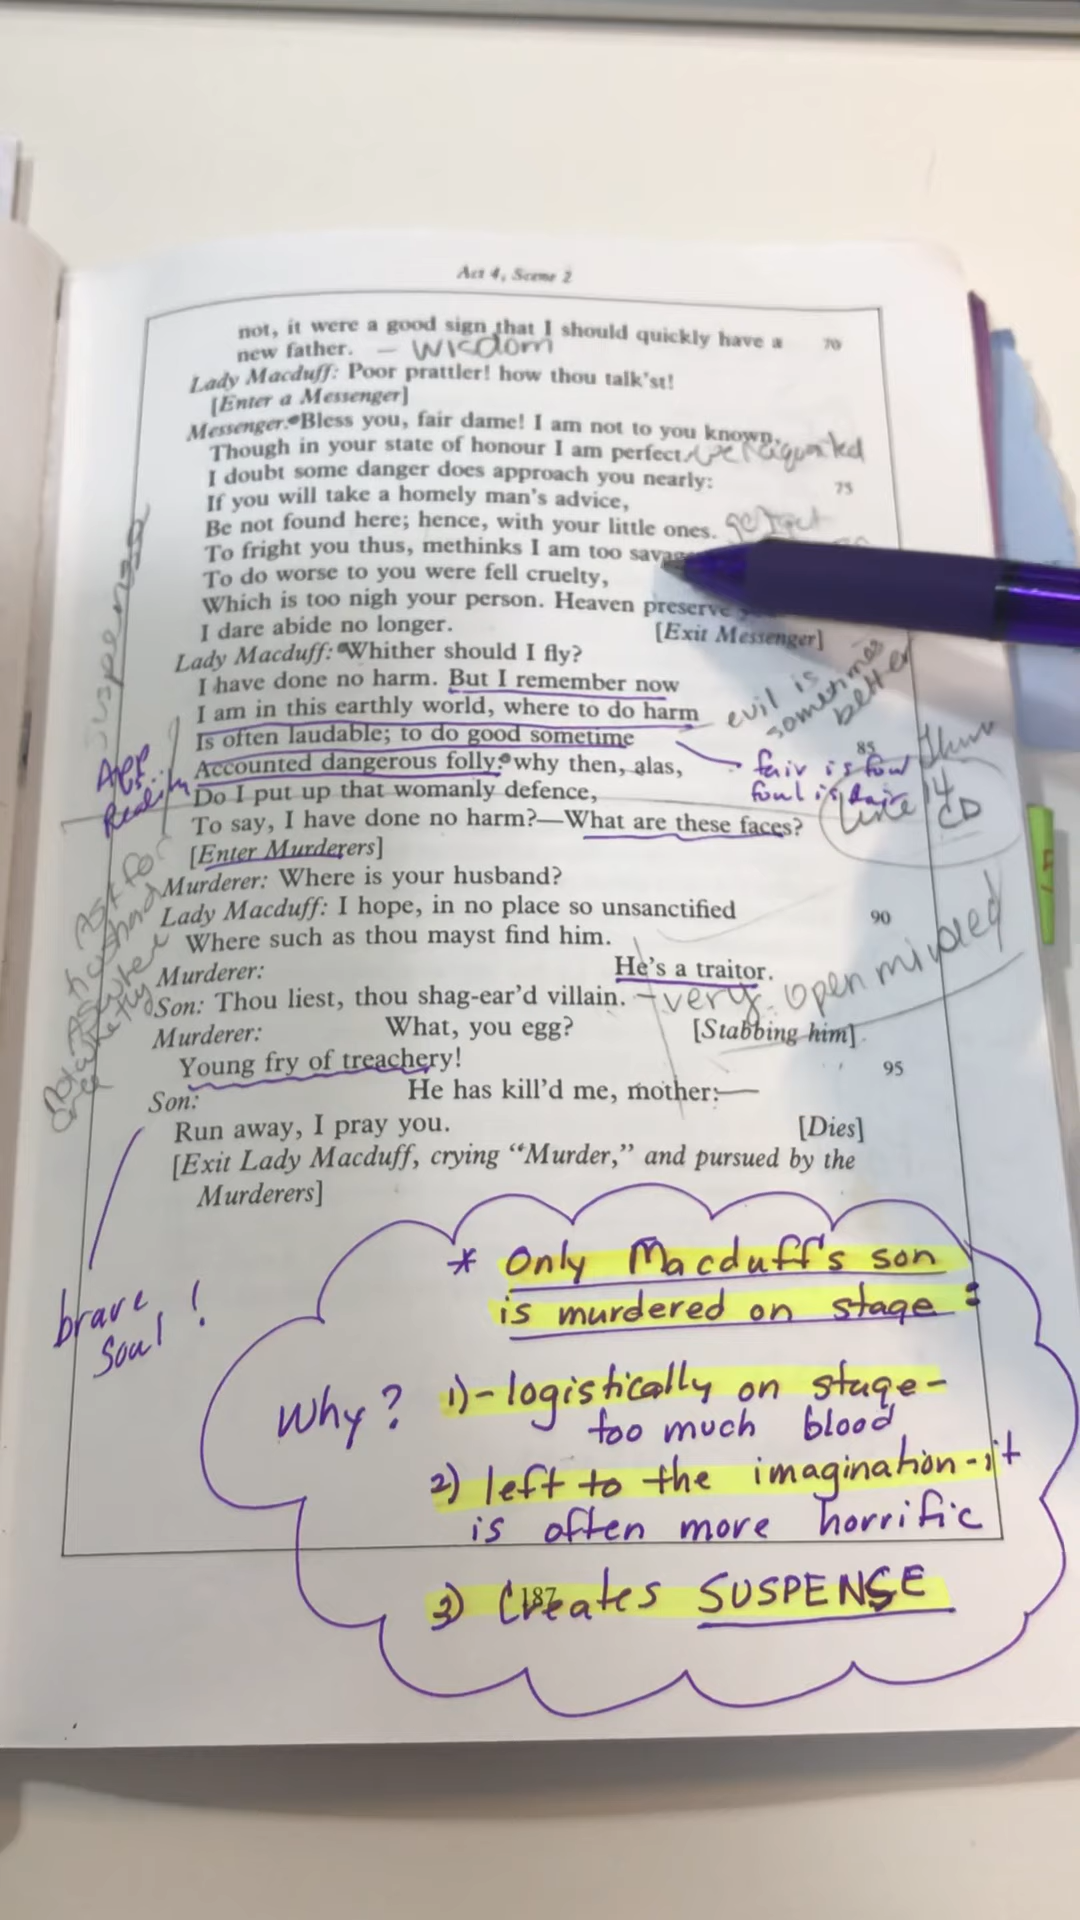 Act 4, Scene 2
not, it were a good sign that I should quickly have a 70
new father. – wisdom
Lady Macduff: Poor prattler! how thou talk'st!
[Enter a Messenger]
Messenger: Bless you, fair dame! I am not to you known,
Though in your state of honour I am perfect.
I doubt some danger does approach you nearly: 75
If you will take a homely man's advice,
Be not found here; hence, with your little ones.
To fright you thus, methinks I am too
To do worse to you were fell cruelty,
Which is too nigh your person. Heaven preserve
I dare abide no longer. [Exit Messenger]
Lady Macduff: Whither should I fly?
I have done no harm. But I remember now
I am in this earthly world, where to do harm
Is often laudable; to do good sometime 85
Accounted dangerous folly: why then, alas,
Do I put up that womanly defence,
To say, I have done no harm?—What are these faces?
[Enter Murderers]
Murderer: Where is your husband?
Lady Macduff: I hope, in no place so unsanctified 90
Where such as thou mayst find him.
Murderer: He's a traitor.
Son: Thou liest, thou shag-ear'd villain. – very open minded
Murderer: What, you egg? [Stabbing him]
Young fry of treachery! 95
Son: He has kill'd me, mother:—
Run away, I pray you. [Dies]
[Exit Lady Macduff, crying “Murder,” and pursued by the
Murderers]
suspense
evil is
sometimes
better
fair is foul
foul is
App.
Reality
brave
soul!
* Only Macduff's son
is murdered on stage:
Why? 1)- logistically on stage-
too much blood
2) left to the imagination - it
is often more horrific
3) Creates SUSPENSE
187